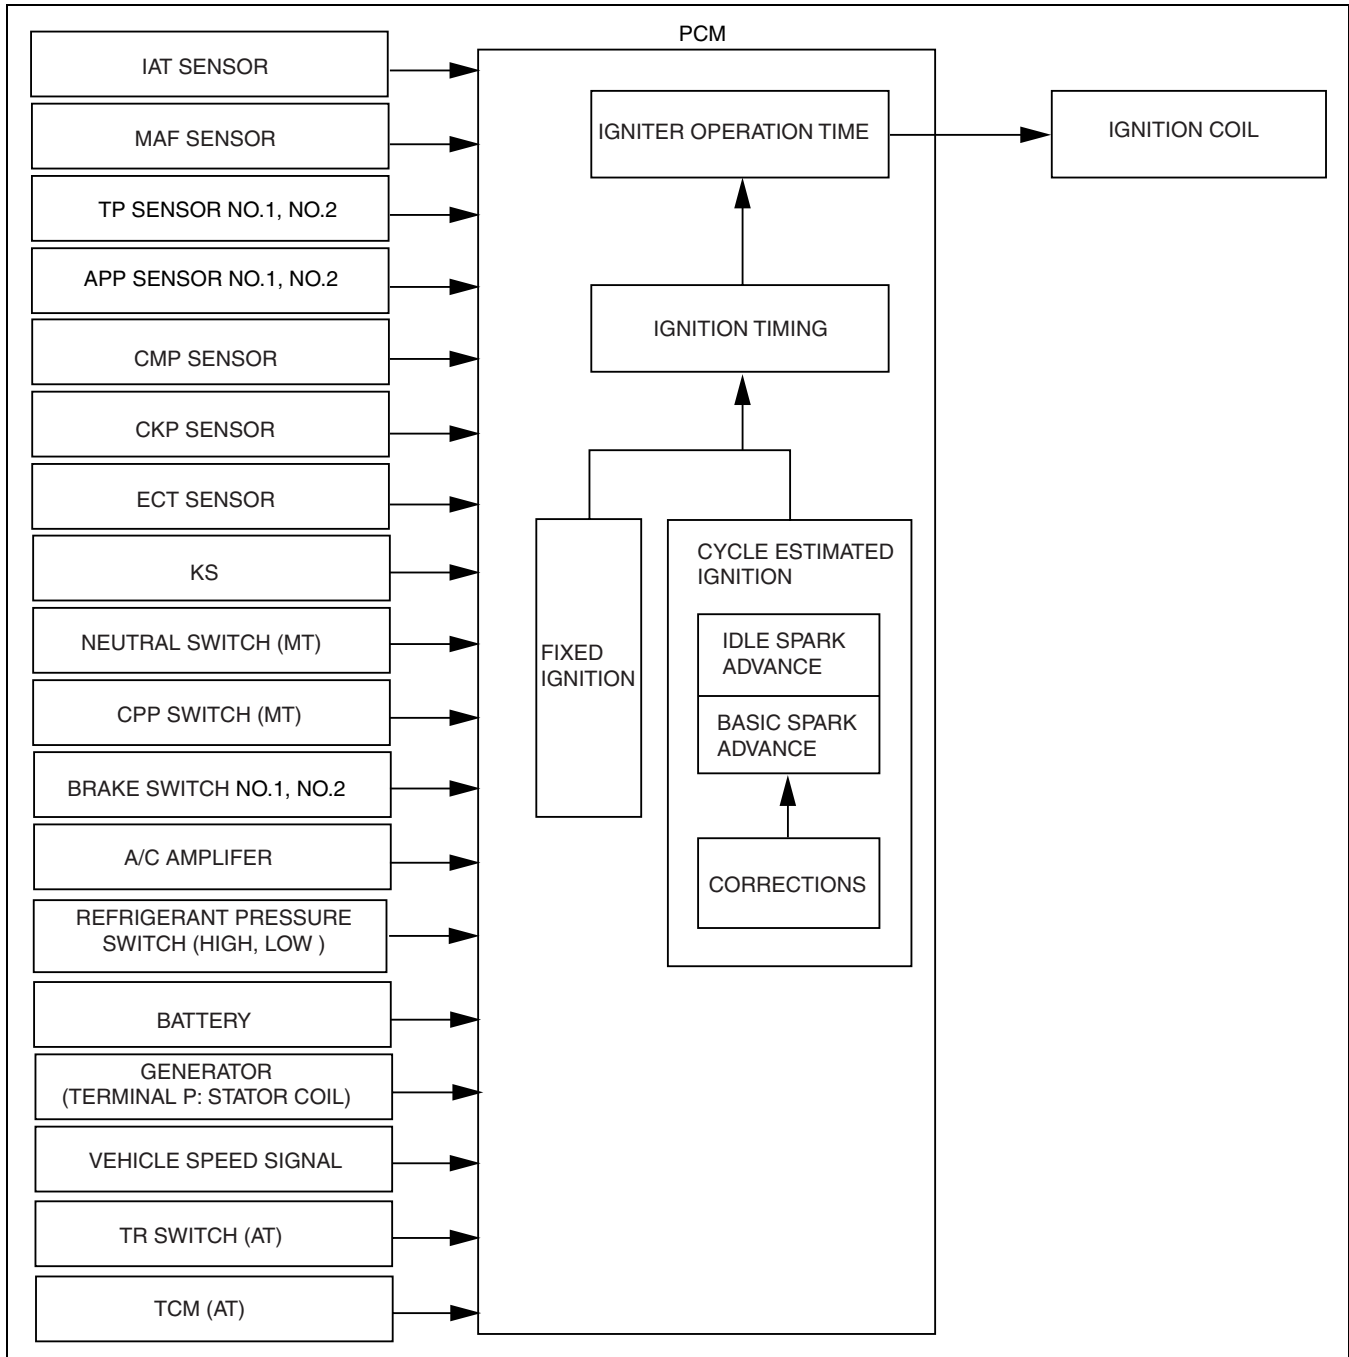 PCM
IAT SENSOR
MAF SENSOR
TP SENSOR NO.1, NO.2
APP SENSOR NO.1, NO.2
CMP SENSOR
CKP SENSOR
ECT SENSOR
KS
NEUTRAL SWITCH (MT)
CPP SWITCH (MT)
BRAKE SWITCH NO.1, NO.2
A/C AMPLIFER
REFRIGERANT PRESSURE
SWITCH (HIGH, LOW )
BATTERY
GENERATOR
(TERMINAL P: STATOR COIL)
VEHICLE SPEED SIGNAL
TR SWITCH (AT)
TCM (AT)
IGNITER OPERATION TIME
IGNITION TIMING
FIXED
IGNITION
CYCLE ESTIMATED
IGNITION
IDLE SPARK
ADVANCE
BASIC SPARK
ADVANCE
CORRECTIONS
IGNITION COIL